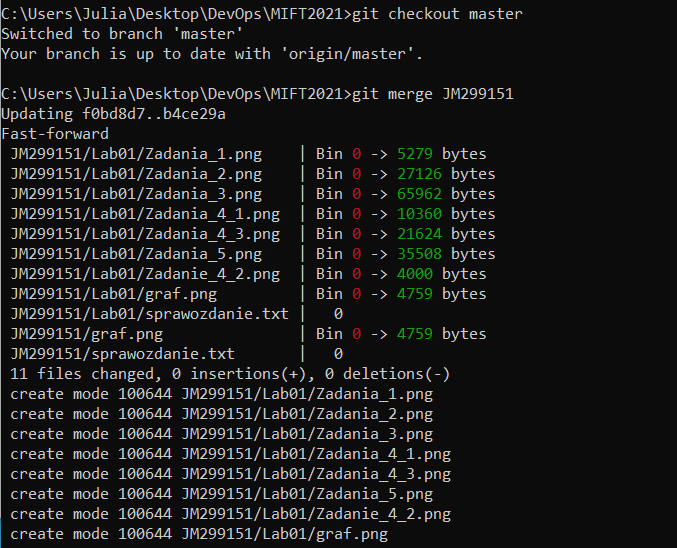 C:\Users\Julia\Desktop\DevOps\MIFT2021>git checkout master
Switched to branch 'master'
Your branch is up to date with 'origin/master'.
C:\Users\Julia\Desktop\DevOps\MIFT2021>git merge JM299151
Updating f0bd8d7..b4ce29a
Fast-forward
 JM299151/Lab01/Zadania_1.png    | Bin 0 -> 5279 bytes
 JM299151/Lab01/Zadania_2.png    | Bin 0 -> 27126 bytes
 JM299151/Lab01/Zadania_3.png    | Bin 0 -> 65962 bytes
 JM299151/Lab01/Zadania_4_1.png  | Bin 0 -> 10360 bytes
 JM299151/Lab01/Zadania_4_3.png  | Bin 0 -> 21624 bytes
 JM299151/Lab01/Zadania_5.png    | Bin 0 -> 35508 bytes
 JM299151/Lab01/Zadanie_4_2.png  | Bin 0 -> 4000 bytes
 JM299151/Lab01/graf.png         | Bin 0 -> 4759 bytes
 JM299151/Lab01/sprawozdanie.txt |   0
 JM299151/graf.png               | Bin 0 -> 4759 bytes
 JM299151/sprawozdanie.txt       |   0
 11 files changed, 0 insertions(+), 0 deletions(-)
 create mode 100644 JM299151/Lab01/Zadania_1.png
 create mode 100644 JM299151/Lab01/Zadania_2.png
 create mode 100644 JM299151/Lab01/Zadania_3.png
 create mode 100644 JM299151/Lab01/Zadania_4_1.png
 create mode 100644 JM299151/Lab01/Zadania_4_3.png
 create mode 100644 JM299151/Lab01/Zadania_5.png
 create mode 100644 JM299151/Lab01/Zadanie_4_2.png
 create mode 100644 JM299151/Lab01/graf.png